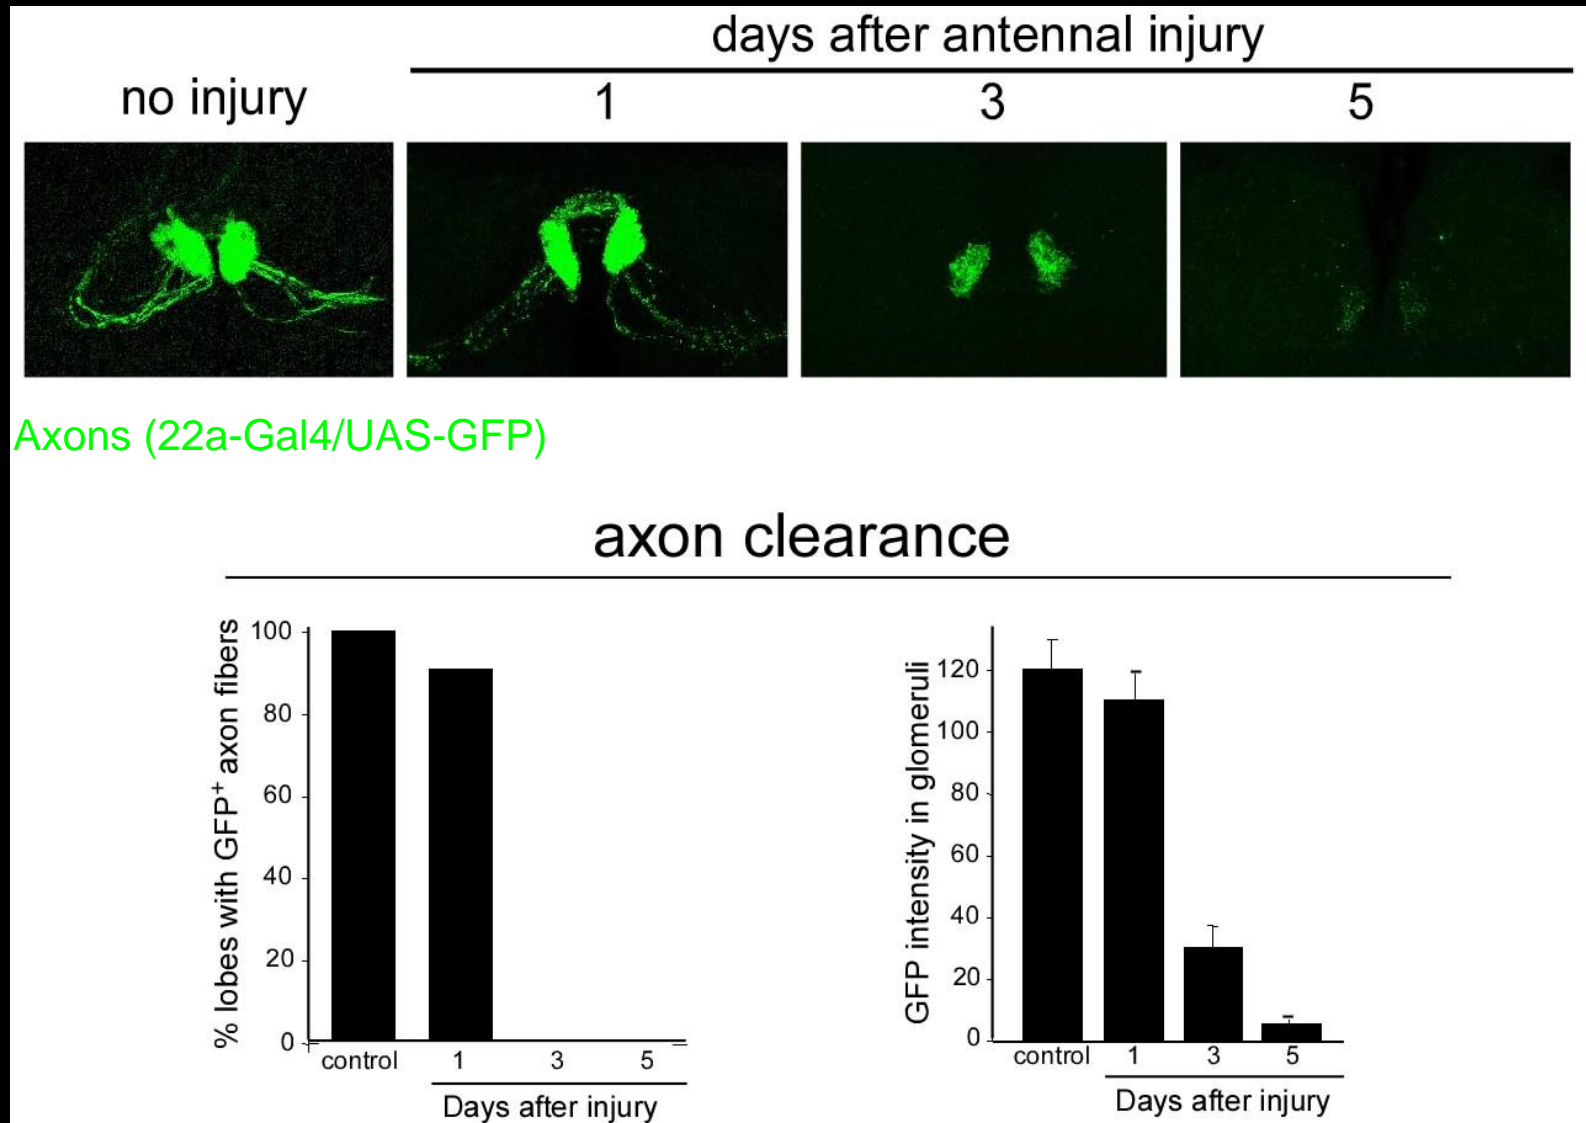 days after antennal injury
no injury
1
3
5
Axons (22a-Gal4/UAS-GFP)
axon clearance
% lobes with GFP+ axon fibers
100
80
60
40
20
0
control
1
3
5
Days after injury
GFP intensity in glomeruli
120
100
80
60
40
20
0
control
1
3
5
Days after injury